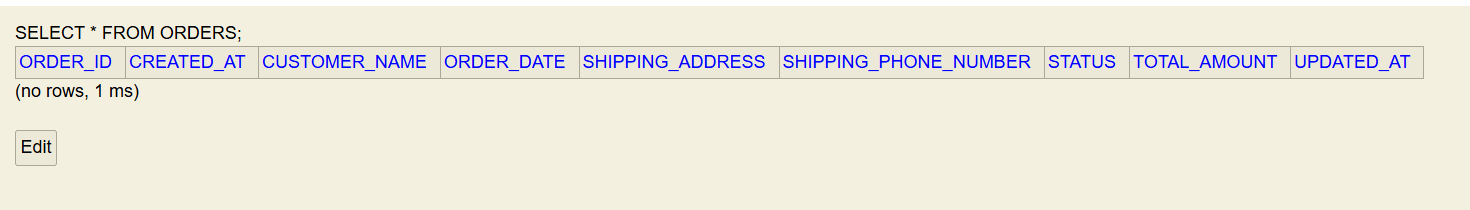 SELECT * FROM ORDERS;
ORDER_ID CREATED_AT CUSTOMER_NAME ORDER_DATE SHIPPING_ADDRESS SHIPPING_PHONE_NUMBER STATUS TOTAL_AMOUNT UPDATED_AT
(no rows, 1 ms)
Edit